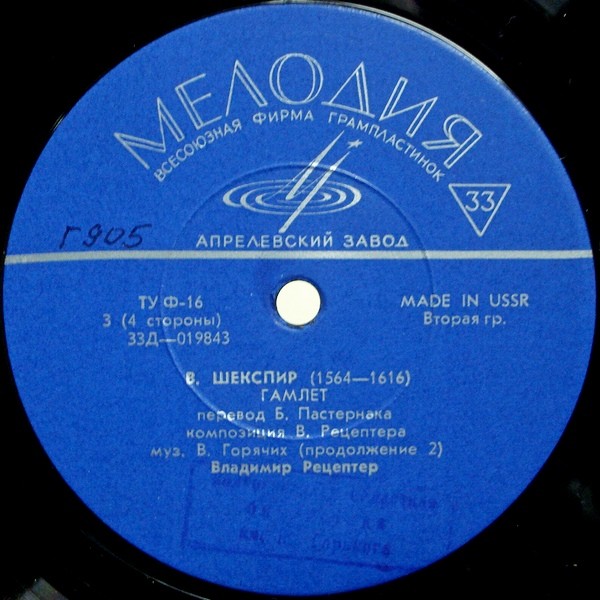 МЕЛОДИЯ
ВСЕСОЮЗНАЯ ФИРМА ГРАМПЛАСТИНОК
33
АПРЕЛЕВСКИЙ ЗАВОД
г905
ТУ Ф-16
3 (4 стороны)
33Д—019843
MADE IN USSR
Вторая гр.
В. ШЕКСПИР (1564—1616)
ГАМЛЕТ
перевод Б. Пастернака
композиция В. Рецептера
муз. В. Горячих (продолжение 2)
Владимир Рецептер
Горького